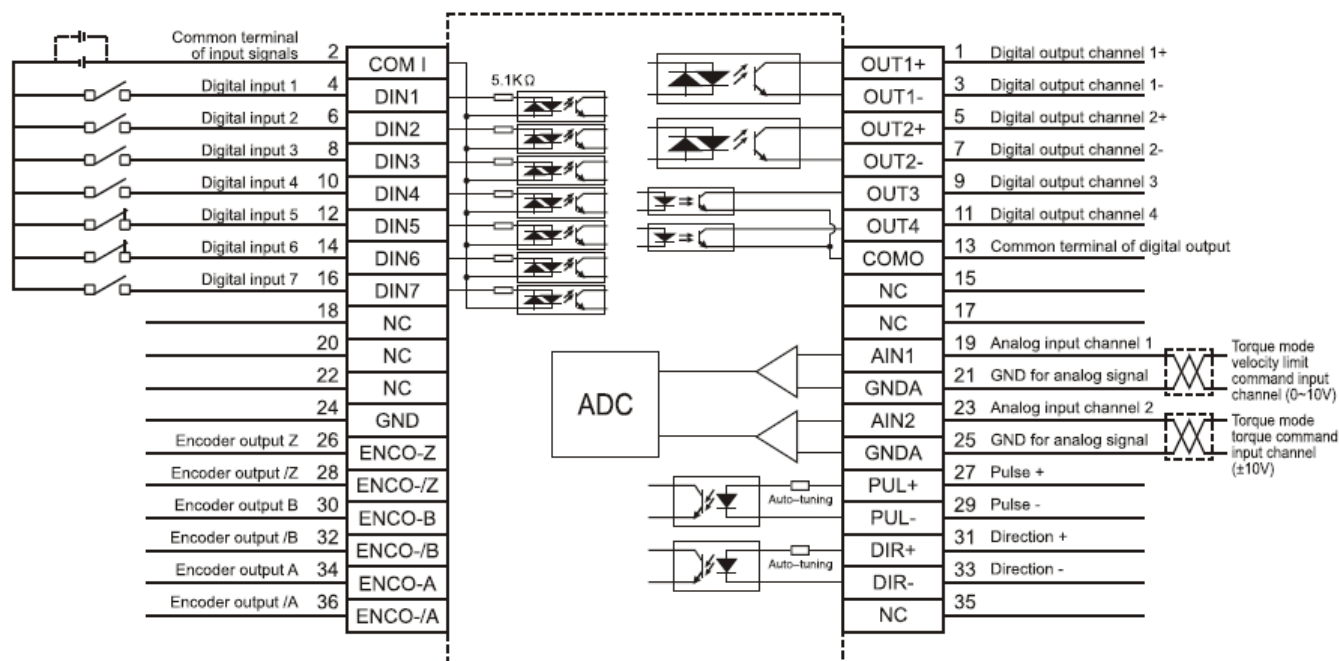 Common terminal
of input signals 2 COM I
Digital input 1 4 DIN1
Digital input 2 6 DIN2
Digital input 3 8 DIN3
Digital input 4 10 DIN4
Digital input 5 12 DIN5
Digital input 6 14 DIN6
Digital input 7 16 DIN7
18 NC
20 NC
22 NC
24 GND
Encoder output Z 26 ENCO-Z
Encoder output /Z 28 ENCO-/Z
Encoder output B 30 ENCO-B
Encoder output /B 32 ENCO-/B
Encoder output A 34 ENCO-A
Encoder output /A 36 ENCO-/A
5.1KΩ
ADC
Auto-tuning
Auto-tuning
OUT1+ 1 Digital output channel 1+
OUT1- 3 Digital output channel 1-
OUT2+ 5 Digital output channel 2+
OUT2- 7 Digital output channel 2-
OUT3 9 Digital output channel 3
OUT4 11 Digital output channel 4
COMO 13 Common terminal of digital output
NC 15
NC 17
AIN1 19 Analog input channel 1
GNDA 21 GND for analog signal
AIN2 23 Analog input channel 2
GNDA 25 GND for analog signal
PUL+ 27 Pulse +
PUL- 29 Pulse -
DIR+ 31 Direction +
DIR- 33 Direction -
NC 35
Torque mode
velocity limit
command input
channel (0~10V)
Torque mode
torque command
input channel
(±10V)